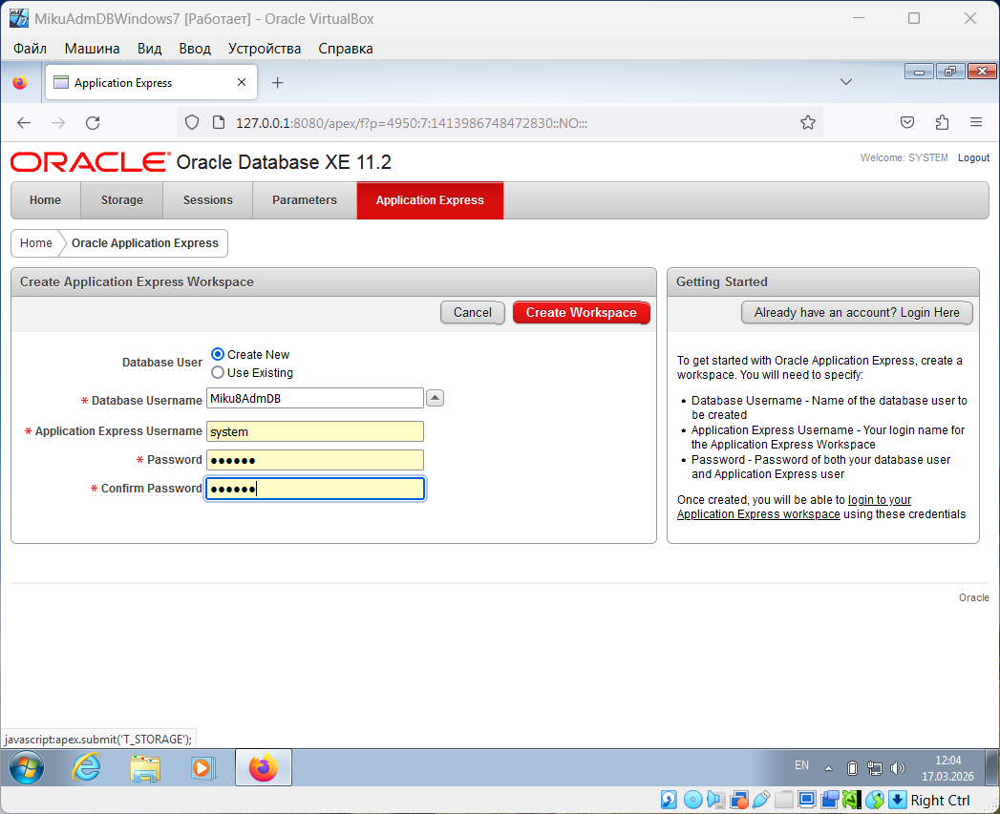 MikuAdmDBWindows7 [Работает] - Oracle VirtualBox
Файл Машина Вид Ввод Устройства Справка
Application Express
127.0.0.1:8080/apex/f?p=4950:7:1413986748472830::NO:::
ORACLE Oracle Database XE 11.2
Welcome: SYSTEM Logout
Home Storage Sessions Parameters Application Express
Home Oracle Application Express
Create Application Express Workspace
Cancel Create Workspace
Database User
Create New
Use Existing
* Database Username Miku8AdmDB
* Application Express Username system
* Password ●●●●●●
* Confirm Password ●●●●●●
Getting Started
Already have an account? Login Here
To get started with Oracle Application Express, create a
workspace. You will need to specify:
• Database Username - Name of the database user to
be created
• Application Express Username - Your login name for
the Application Express Workspace
• Password - Password of both your database user
and Application Express user
Once created, you will be able to login to your
Application Express workspace using these credentials
Oracle
javascript:apex.submit('T_STORAGE');
EN
12:04
17.03.2026
Right Ctrl